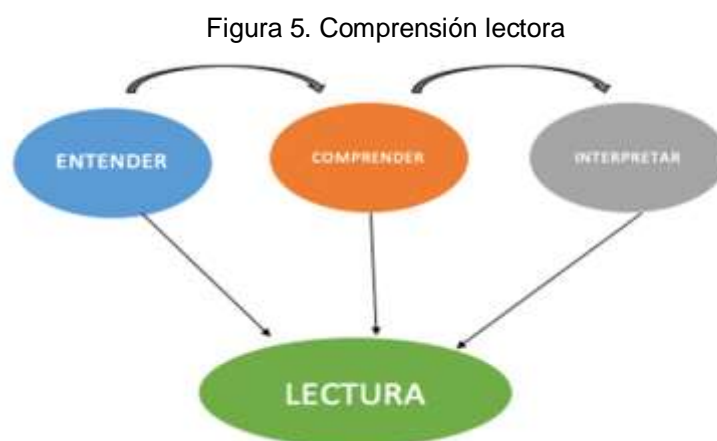 Figura 5. Comprensión lectora
ENTENDER
COMPRENDER
INTERPRETAR
LECTURA